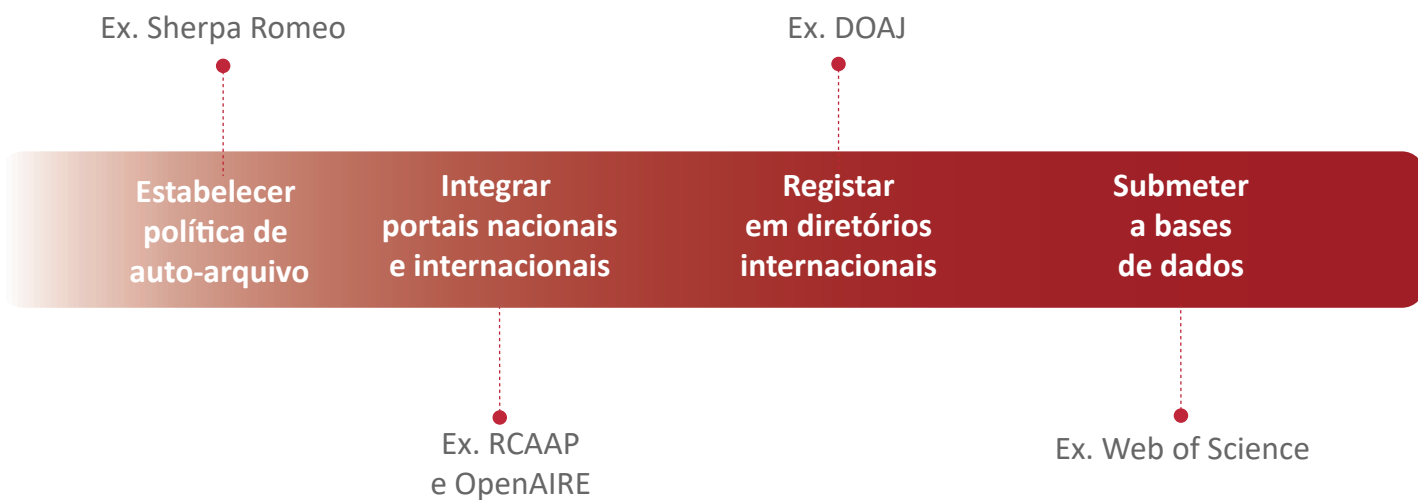 Ex. Sherpa Romeo
Ex. DOAJ
Estabelecer
política de
auto-arquivo
Integrar
portais nacionais
e internacionais
Registar
em diretórios
internacionais
Submeter
a bases
de dados
Ex. RCAAP
e OpenAIRE
Ex. Web of Science